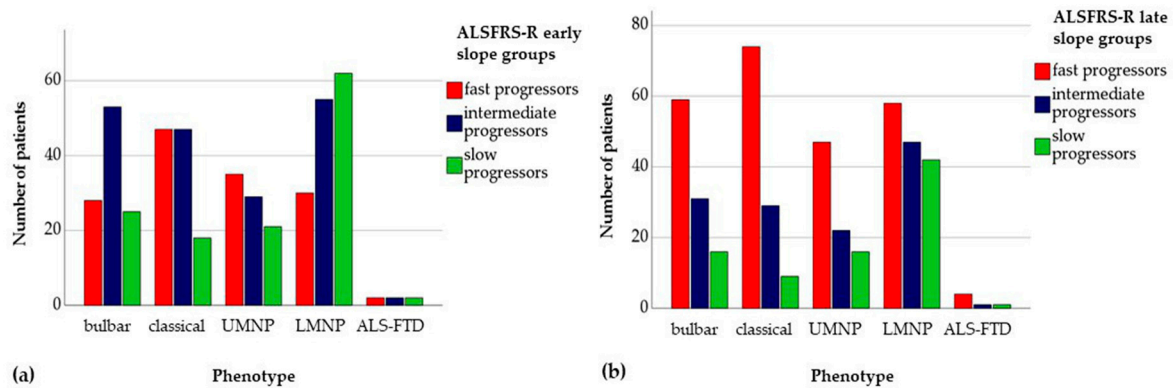 ALSFRS-R early
slope groups
fast progressors
intermediate
progressors
slow
progressors
Number of patients
60
40
20
0
bulbar
classical
UMNP
LMNP
ALS-FTD
(a)
Phenotype
ALSFRS-R late
slope groups
fast progressors
intermediate
progressors
slow
progressors
Number of patients
80
60
40
20
0
bulbar
classical
UMNP
LMNP
ALS-FTD
(b)
Phenotype